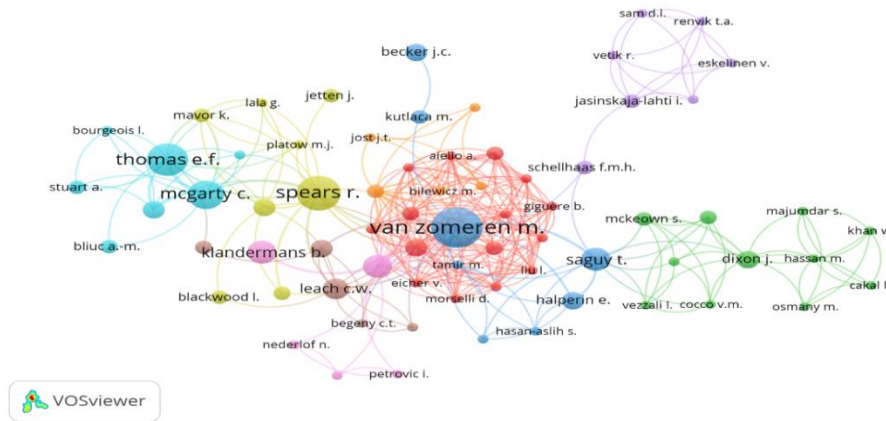 sam d.l.
renvik t.a.
becker j.c.
vetik r.
eskelinen v.
lala g.
jetten j.
jasinskaja-lahti i.
mavor k.
kutlaca m.
bourgeois l.
platow m.j.
jost j.t.
aiello a.
thomas e.f.
schellhaas f.m.h.
stuart a.
mcgarty c.
spears r.
bilewicz m.
giguère b.
majumdar s.
mckeown s.
van zomeren m.
khan w
bliuc a.-m.
klandermans b.
saguy t.
dixon j.
hassan m.
tamir m.
liu l.
eicher v.
cakal h
leach c.w.
blackwood l.
morselli d.
halperin e.
vezzali l.
cocco v.m.
osmany m.
begeny c.t.
hasan-aslih s.
nederlof n.
petrovic i.
VOSviewer